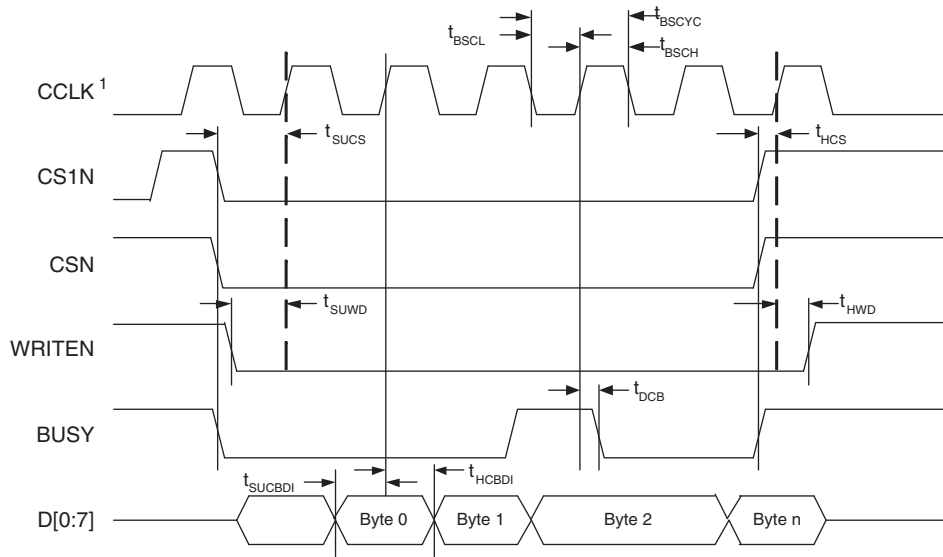 t_BSCYC
t_BSCL
t_BSCH
CCLK ¹
t_SUCS
t_HCS
CS1N
CSN
t_SUWD
t_HWD
WRITEN
t_DCB
BUSY
t_SUCBDI
t_HCBDI
D[0:7]
Byte 0
Byte 1
Byte 2
Byte n